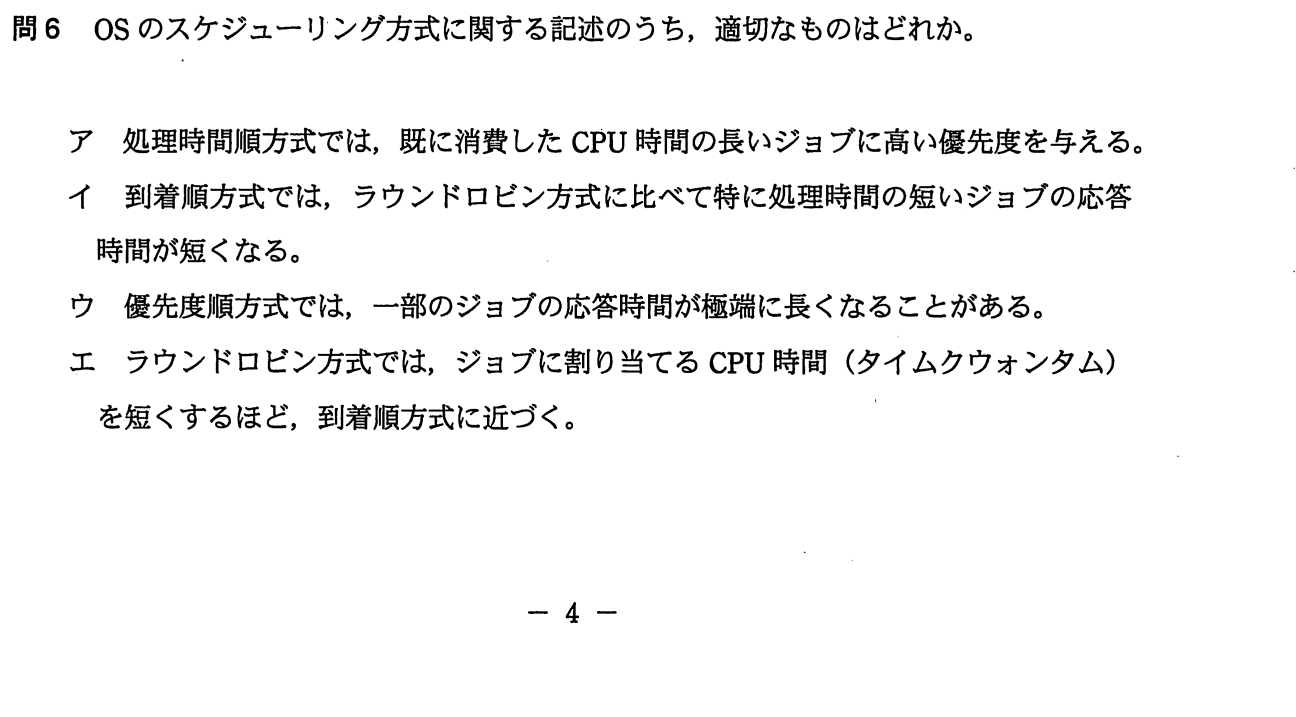 問6 OSのスケジューリング方式に関する記述のうち，適切なものはどれか。
ア 処理時間順方式では，既に消費した CPU 時間の長いジョブに高い優先度を与える。
イ 到着順方式では，ラウンドロビン方式に比べて特に処理時間の短いジョブの応答
時間が短くなる。
ウ 優先度順方式では，一部のジョブの応答時間が極端に長くなることがある。
エ ラウンドロビン方式では，ジョブに割り当てる CPU 時間（タイムクウォンタム）
を短くするほど，到着順方式に近づく。
－ 4 －